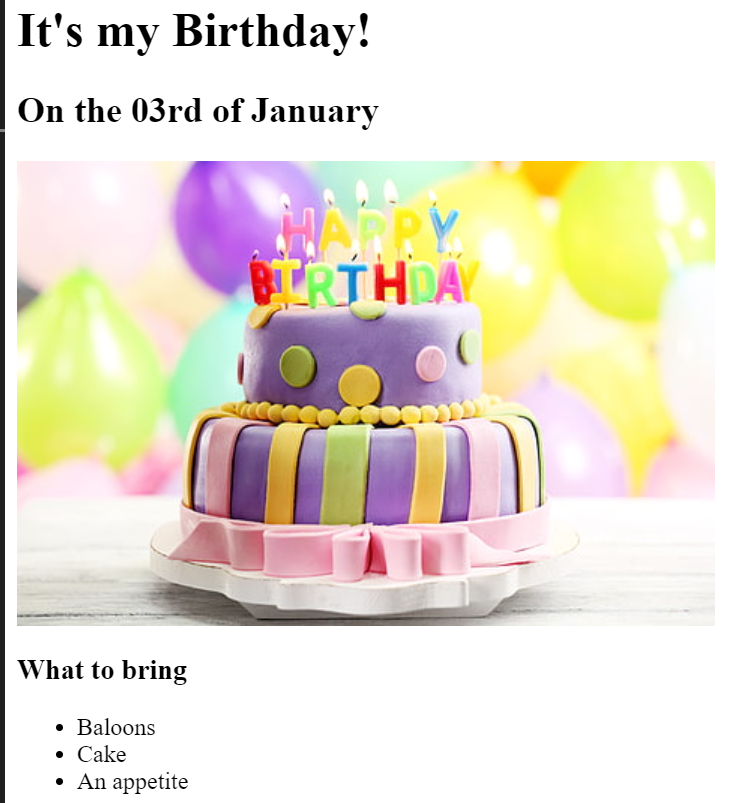 It's my Birthday!
On the 03rd of January
HAPPY
BIRTHDAY
What to bring
Baloons
Cake
An appetite